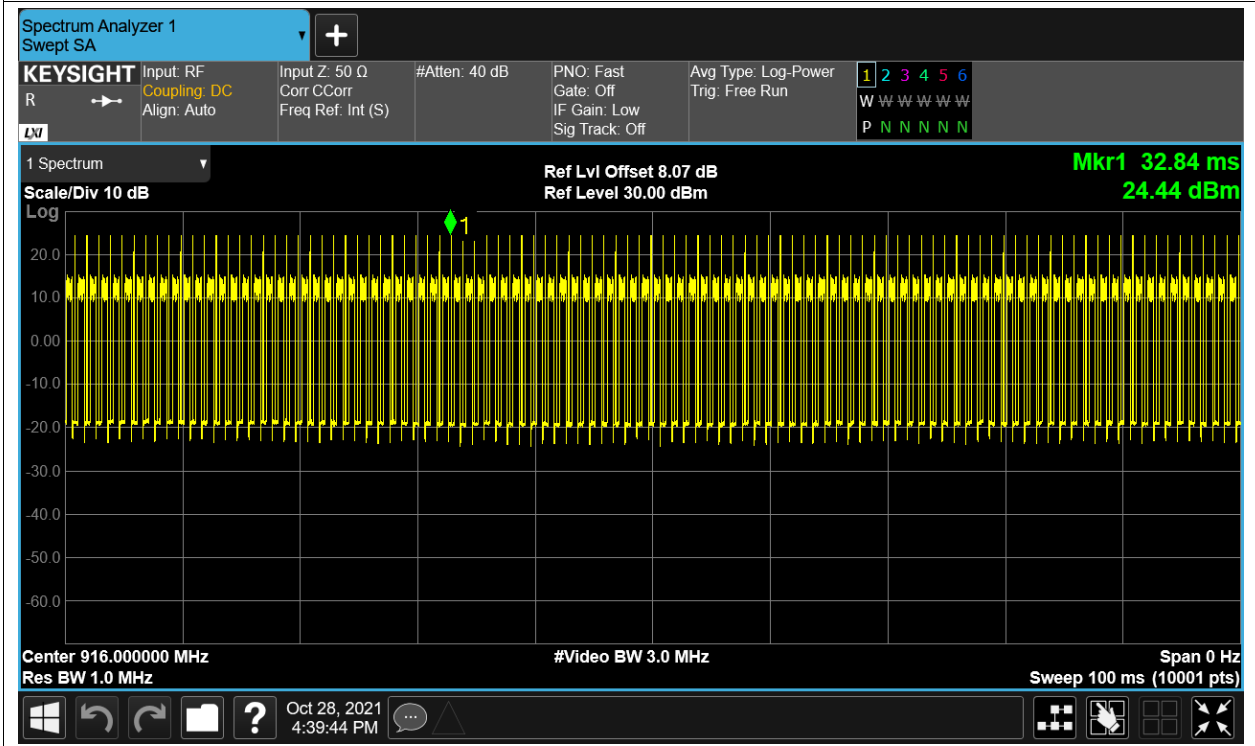 Spectrum Analyzer 1
Swept SA
▼
+
KEYSIGHT
R
LXI
Input: RF
Coupling: DC
Align: Auto
Input Z: 50 Ω
Corr CCorr
Freq Ref: Int (S)
#Atten: 40 dB
PNO: Fast
Gate: Off
IF Gain: Low
Sig Track: Off
Avg Type: Log-Power
Trig: Free Run
1 2 3 4 5 6
W W W W W W
P N N N N N
1 Spectrum ▼
Scale/Div 10 dB
Log
Ref Lvl Offset 8.07 dB
Ref Level 30.00 dBm
Mkr1 32.84 ms
24.44 dBm
1
20.0
10.0
0.00
-10.0
-20.0
-30.0
-40.0
-50.0
-60.0
Center 916.000000 MHz
Res BW 1.0 MHz
#Video BW 3.0 MHz
Span 0 Hz
Sweep 100 ms (10001 pts)
?
Oct 28, 2021
4:39:44 PM